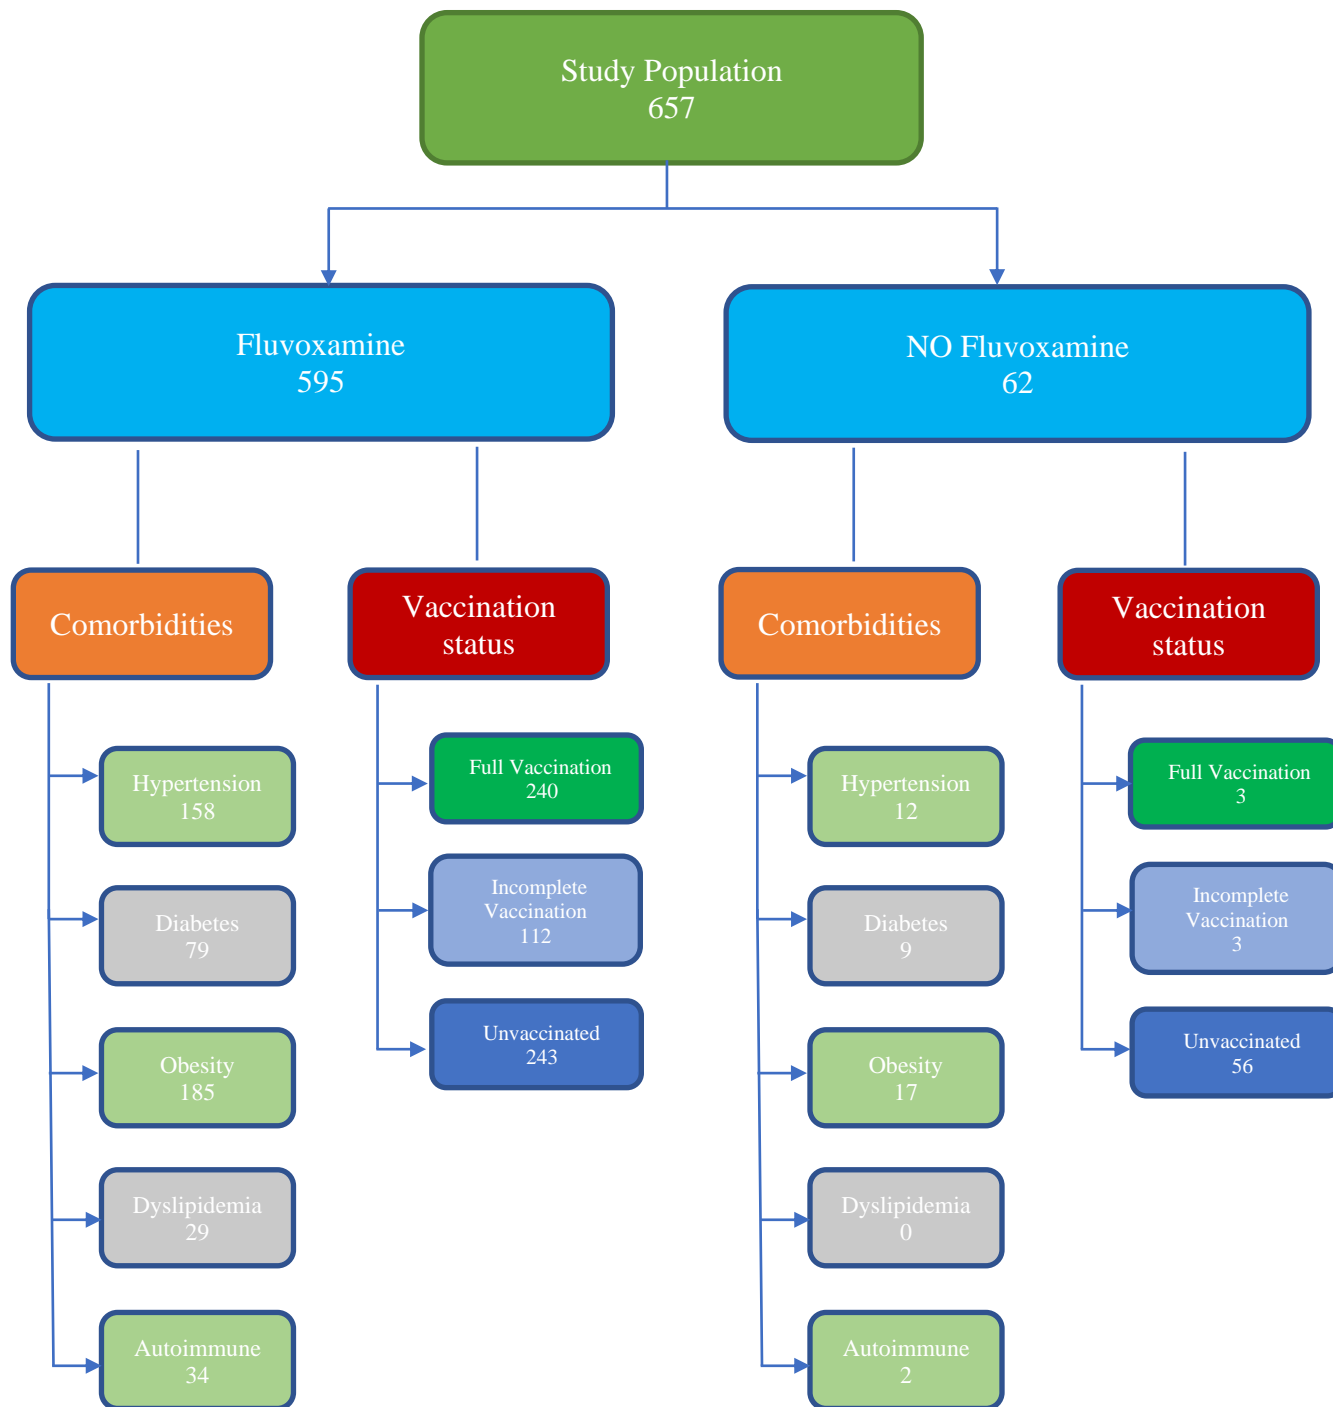 Study Population
657
Fluvoxamine
595
NO Fluvoxamine
62
Comorbidities
Vaccination
status
Comorbidities
Vaccination
status
Hypertension
158
Diabetes
79
Obesity
185
Dyslipidemia
29
Autoimmune
34
Full Vaccination
240
Incomplete
Vaccination
112
Unvaccinated
243
Hypertension
12
Diabetes
9
Obesity
17
Dyslipidemia
0
Autoimmune
2
Full Vaccination
3
Incomplete
Vaccination
3
Unvaccinated
56